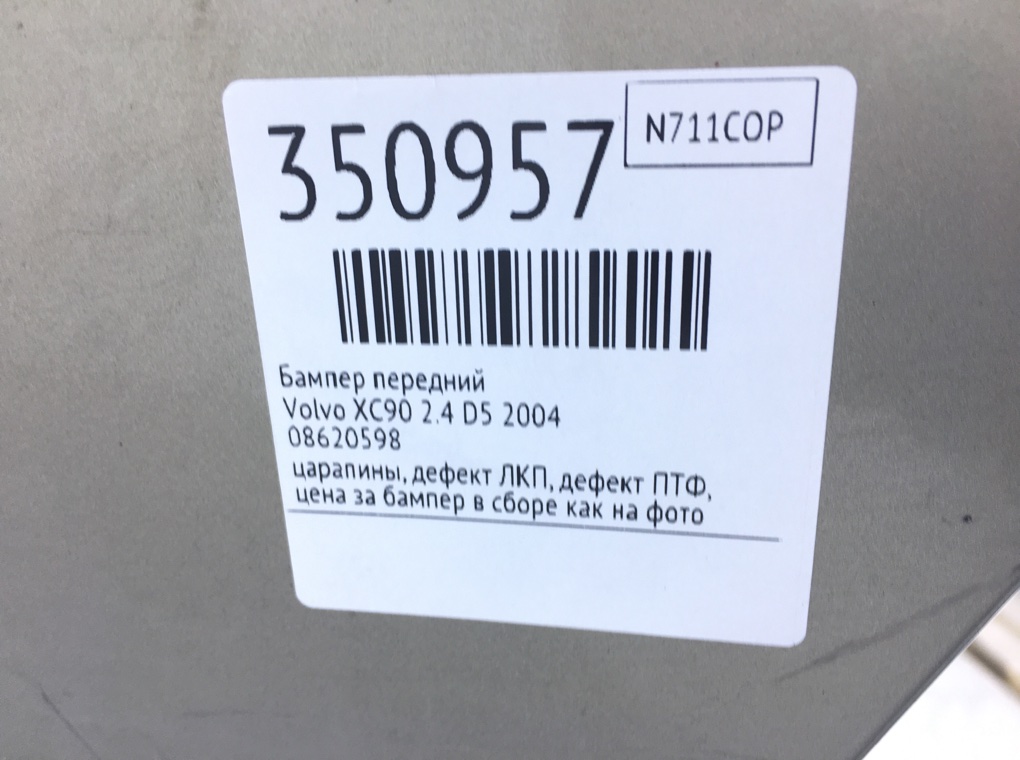 350957
N711COP
Бампер передний
Volvo XC90 2.4 D5 2004
08620598
царапины, дефект ЛКП, дефект ПТФ,
цена за бампер в сборе как на фото